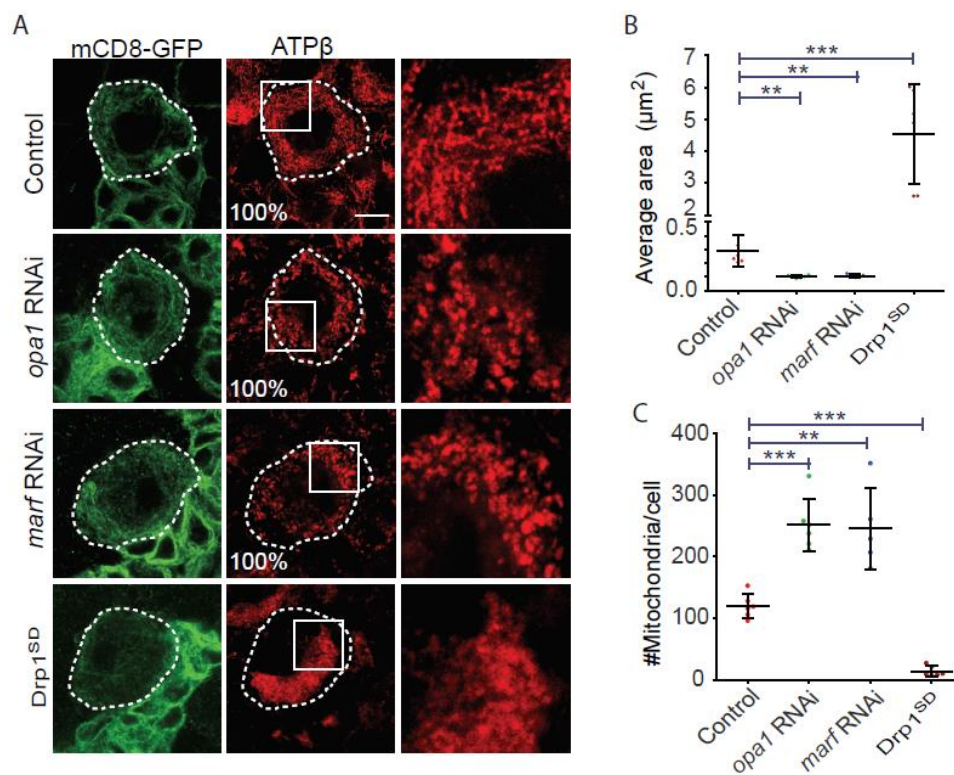 A
mCD8-GFP ATPβ
Control
100%
opa1 RNAi
100%
marf RNAi
100%
Drp1SD
B
***
**
**
Average area (µm²)
7
6
5
4
3
2
0.5
0.0
Control
opa1 RNAi
marf RNAi
Drp1SD
C
***
**
***
#Mitochondria/cell
400
300
200
100
0
Control
opa1 RNAi
marf RNAi
Drp1SD